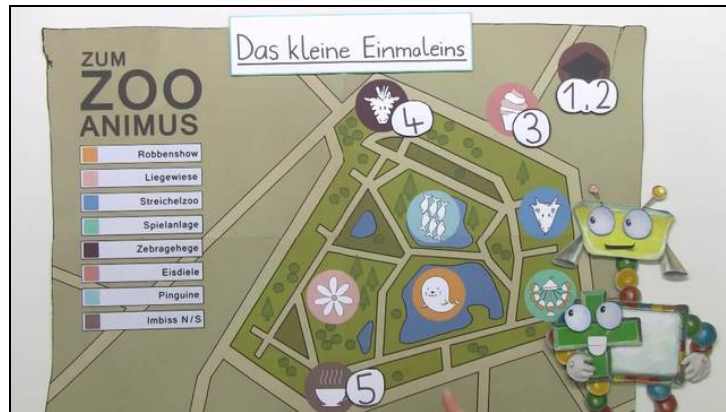 Das kleine Einmaleins
ZUM
ZOO
ANIMUS
Robbenshow
Liegewiese
Streichelzoo
Spielanlage
Zebragehege
Eisdiele
Pinguine
Imbiss N/S
4
3
1.2
5